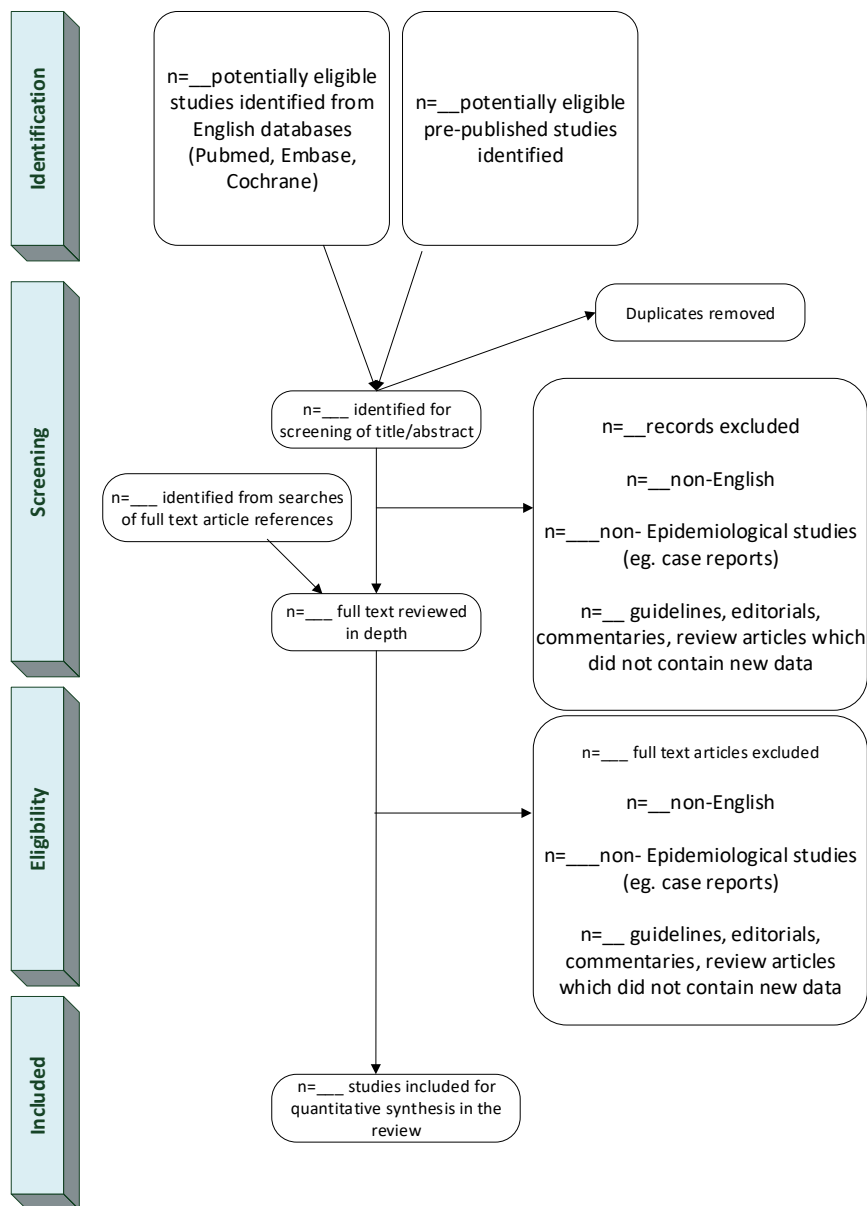 Identification
n=__potentially eligible
studies identified from
English databases
(Pubmed, Embase,
Cochrane)
n=__potentially eligible
pre-published studies
identified
Screening
Duplicates removed
n=___ identified for
screening of title/abstract
n=__records excluded
n=__non-English
n=___non- Epidemiological studies
(eg. case reports)
n=__ guidelines, editorials,
commentaries, review articles which
did not contain new data
n=___ identified from searches
of full text article references
n=___ full text reviewed
in depth
Eligibility
n=___ full text articles excluded
n=__non-English
n=___non- Epidemiological studies
(eg. case reports)
n=__ guidelines, editorials,
commentaries, review articles
which did not contain new data
Included
n=___ studies included for
quantitative synthesis in the
review